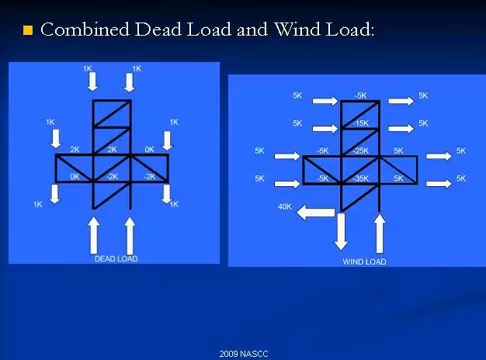 Combined Dead Load and Wind Load:
1K 1K
1K 1K
2K 2K 0K
0K -2K -2K
1K 1K
DEAD LOAD
5K -5K 5K
5K -15K 5K
5K -5K -25K 5K 5K
5K -5K -35K 5K 5K
40K
WIND LOAD
2009 NASCC